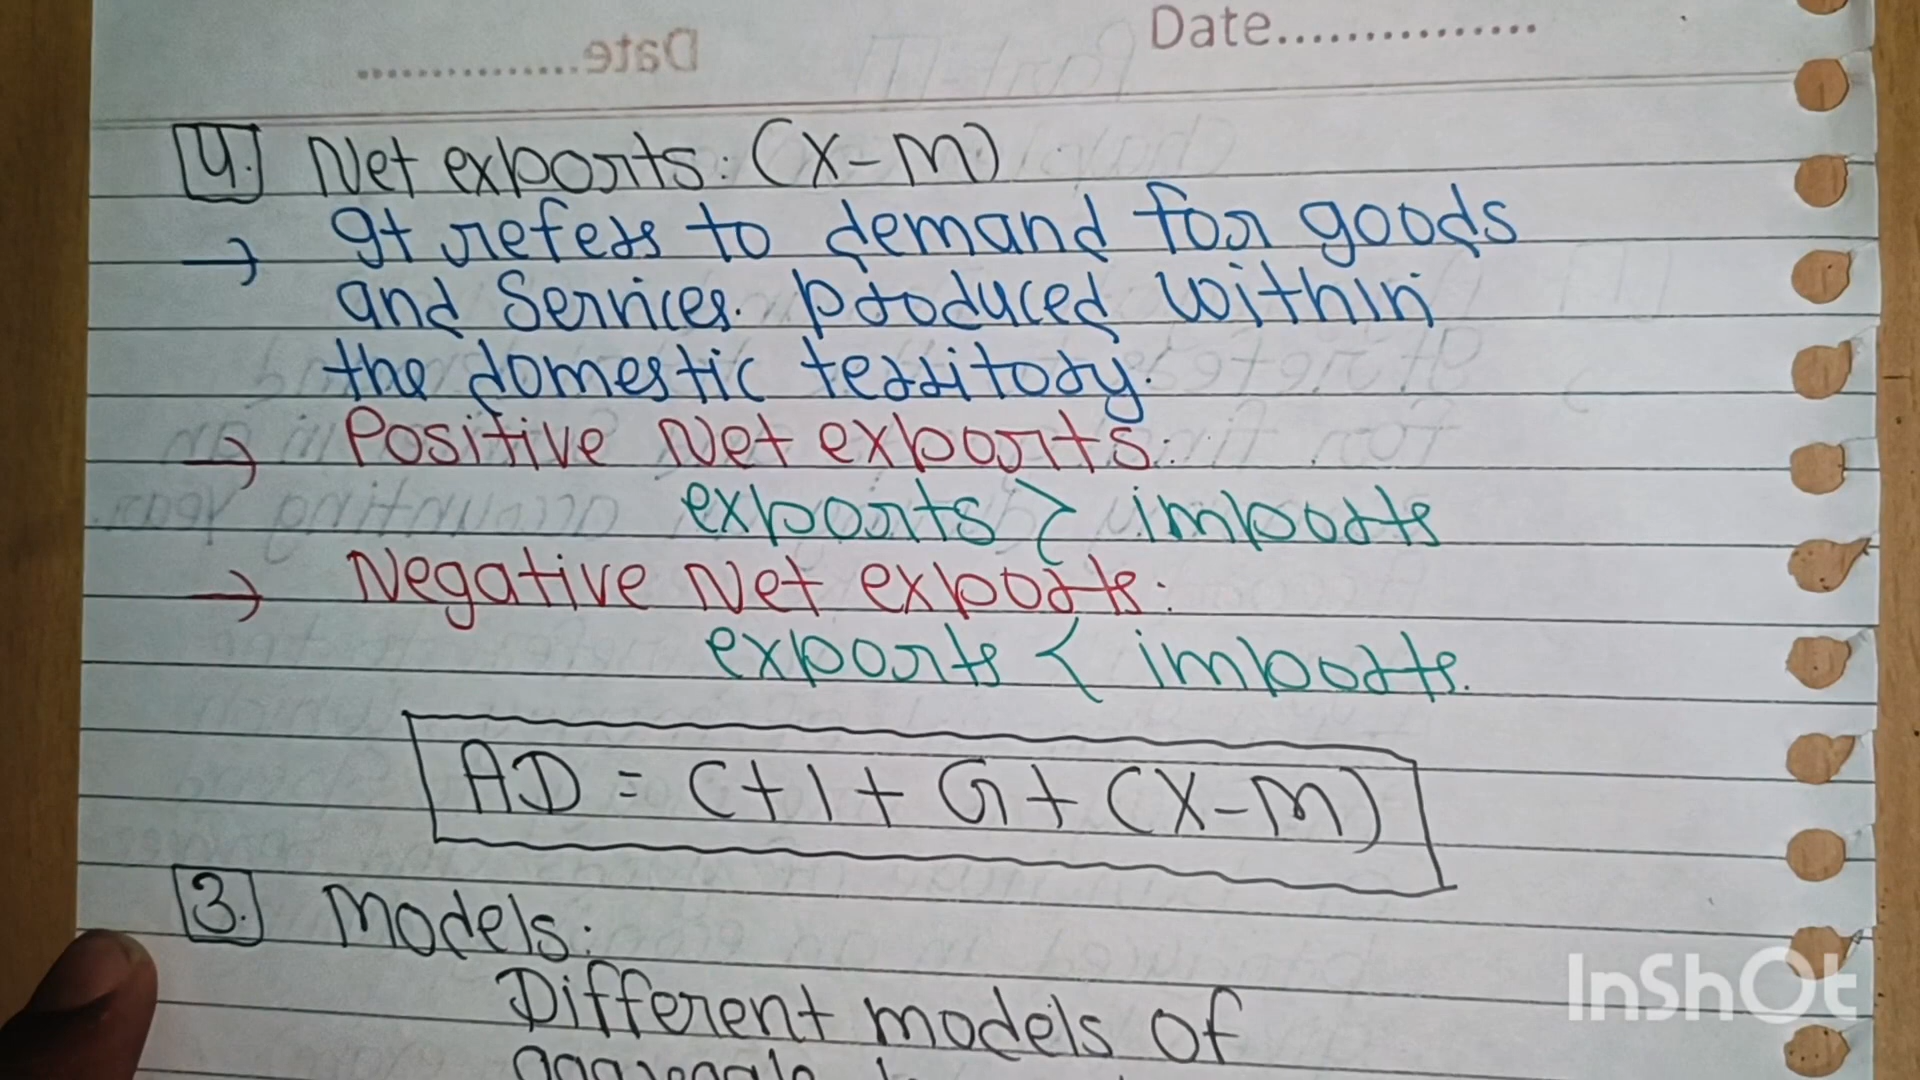 Date...............
4. Net exports: (X-M)
→ It refers to demand for goods
and Services. produced within
the domestic territory.
→ Positive Net exports:
exports > imports
→ Negative Net exports:
exports < imports.
AD = C+I+G+(X-M)
3. Models:
Different models of
InShOt